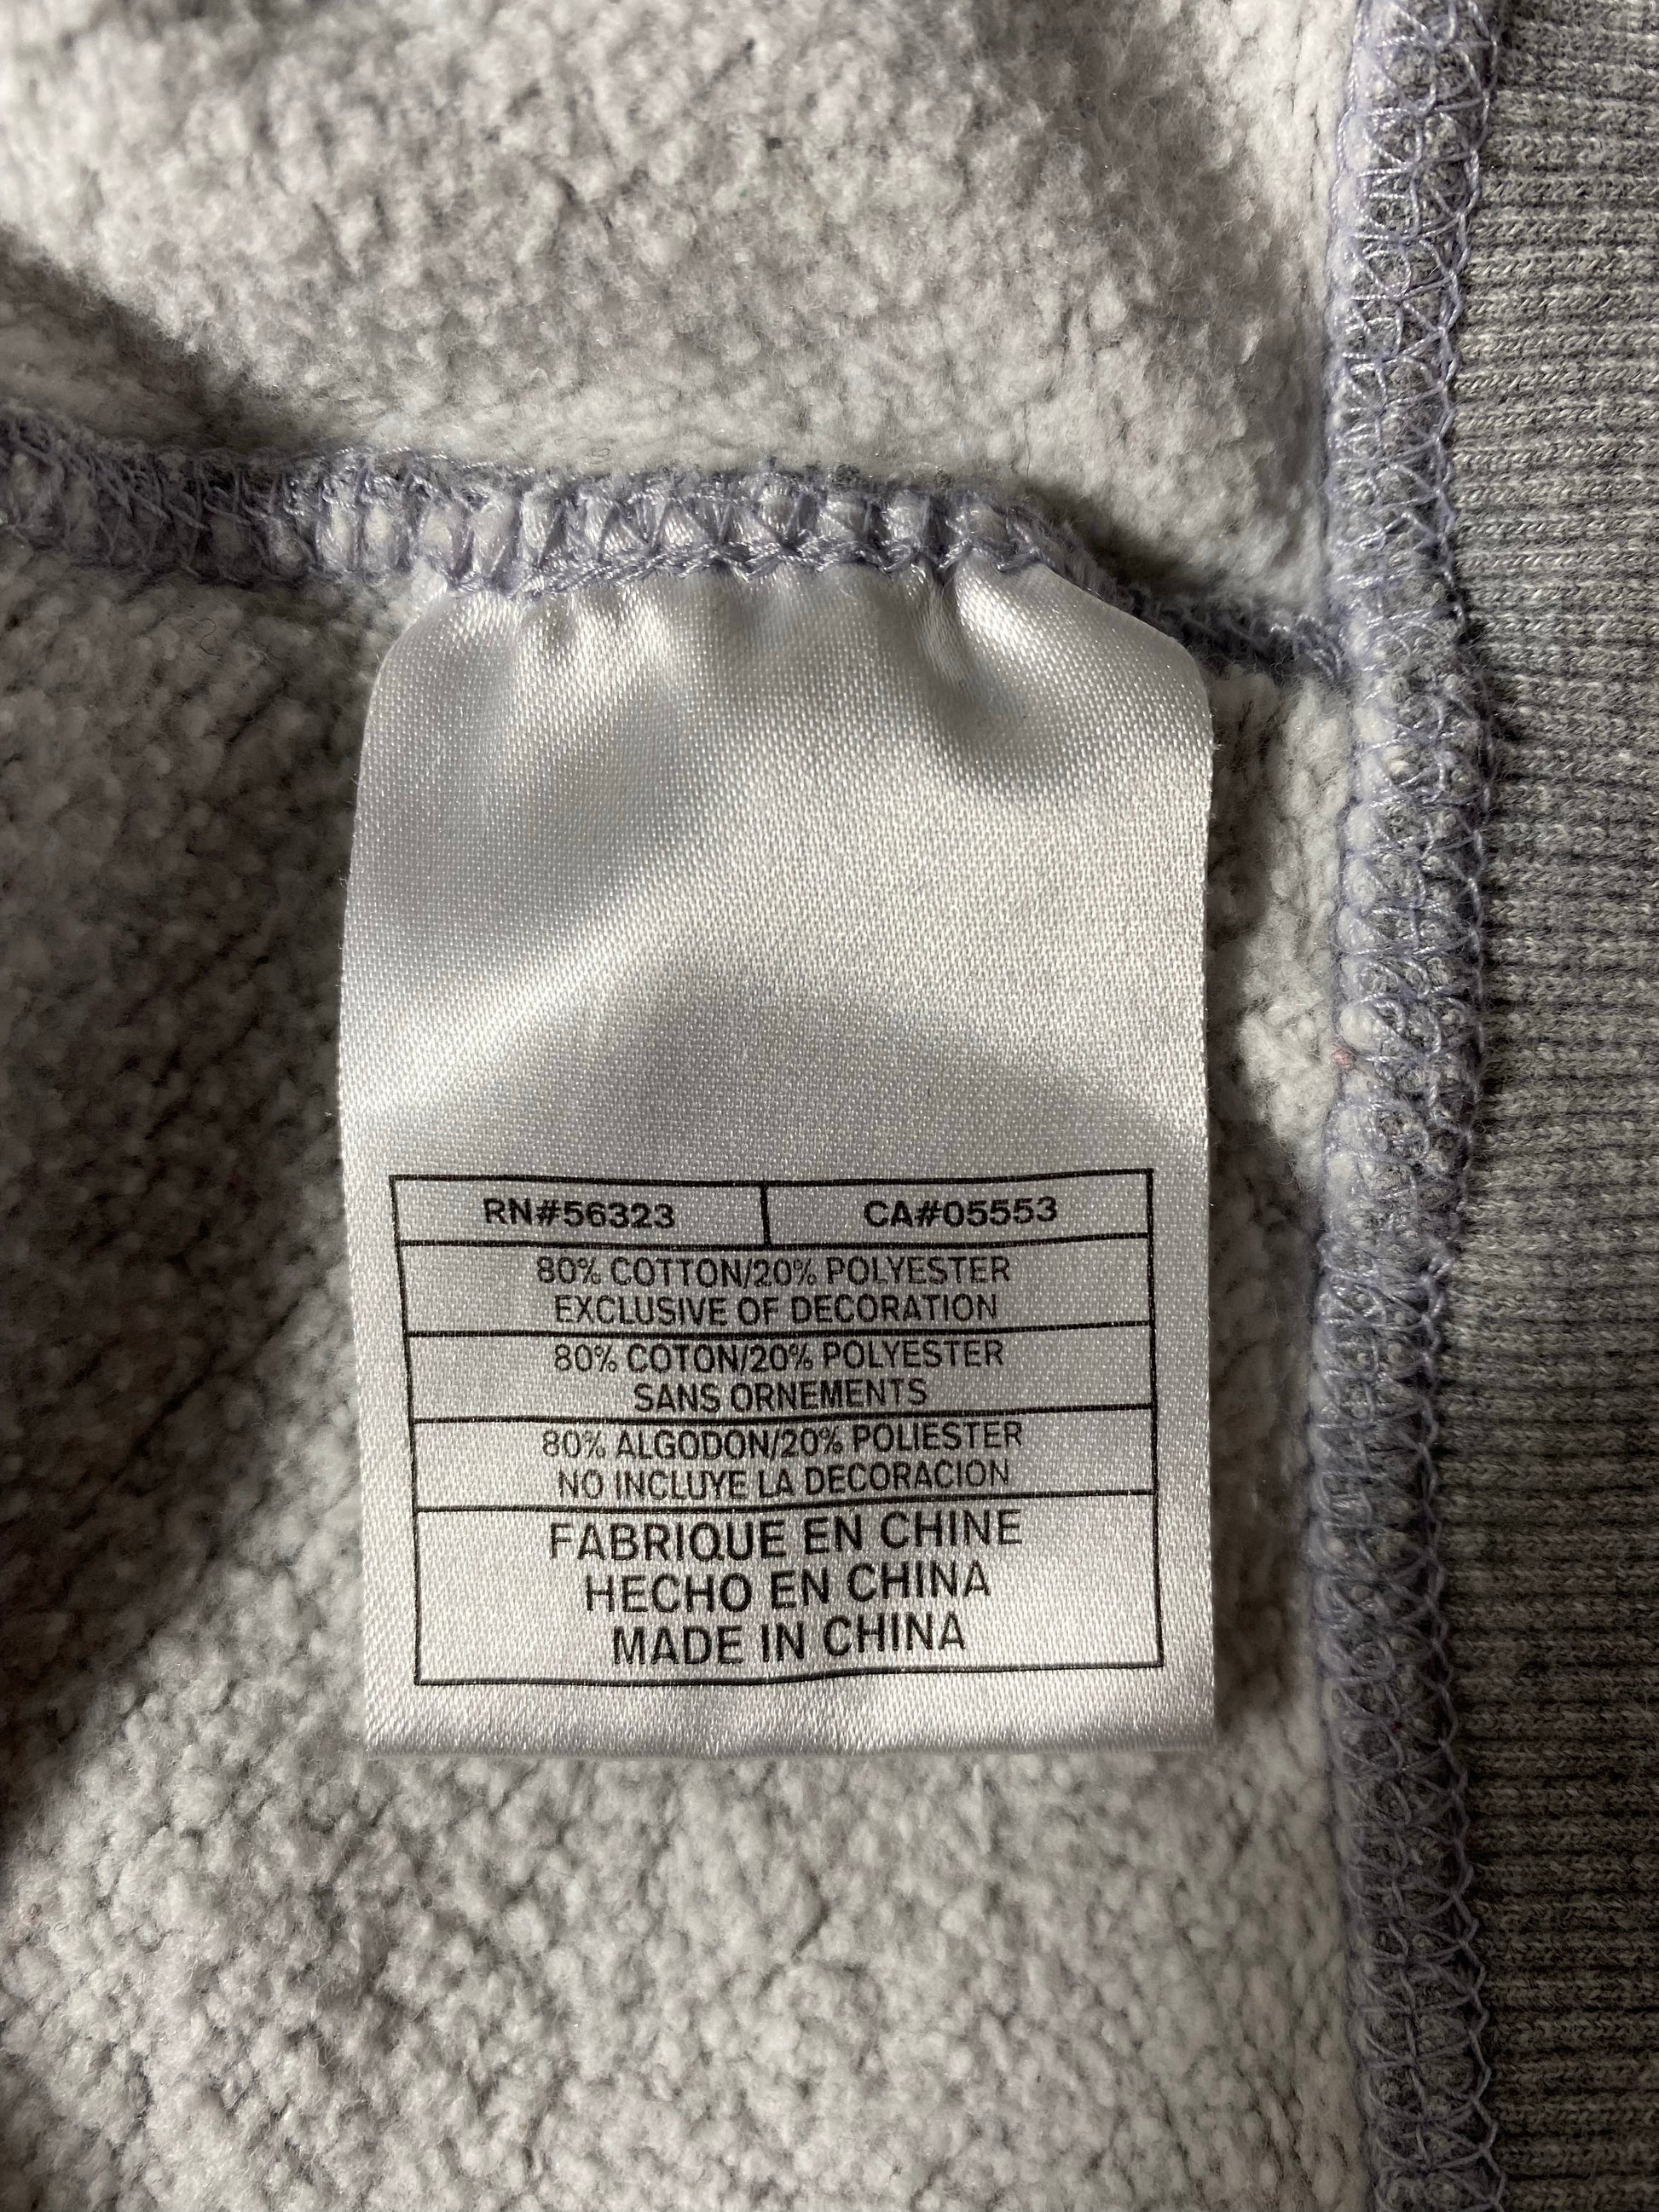 RN#56323 CA#05553
80% COTTON/20% POLYESTER
EXCLUSIVE OF DECORATION
80% COTON/20% POLYESTER
SANS ORNEMENTS
80% ALGODON/20% POLIESTER
NO INCLUYE LA DECORACION
FABRIQUE EN CHINE
HECHO EN CHINA
MADE IN CHINA